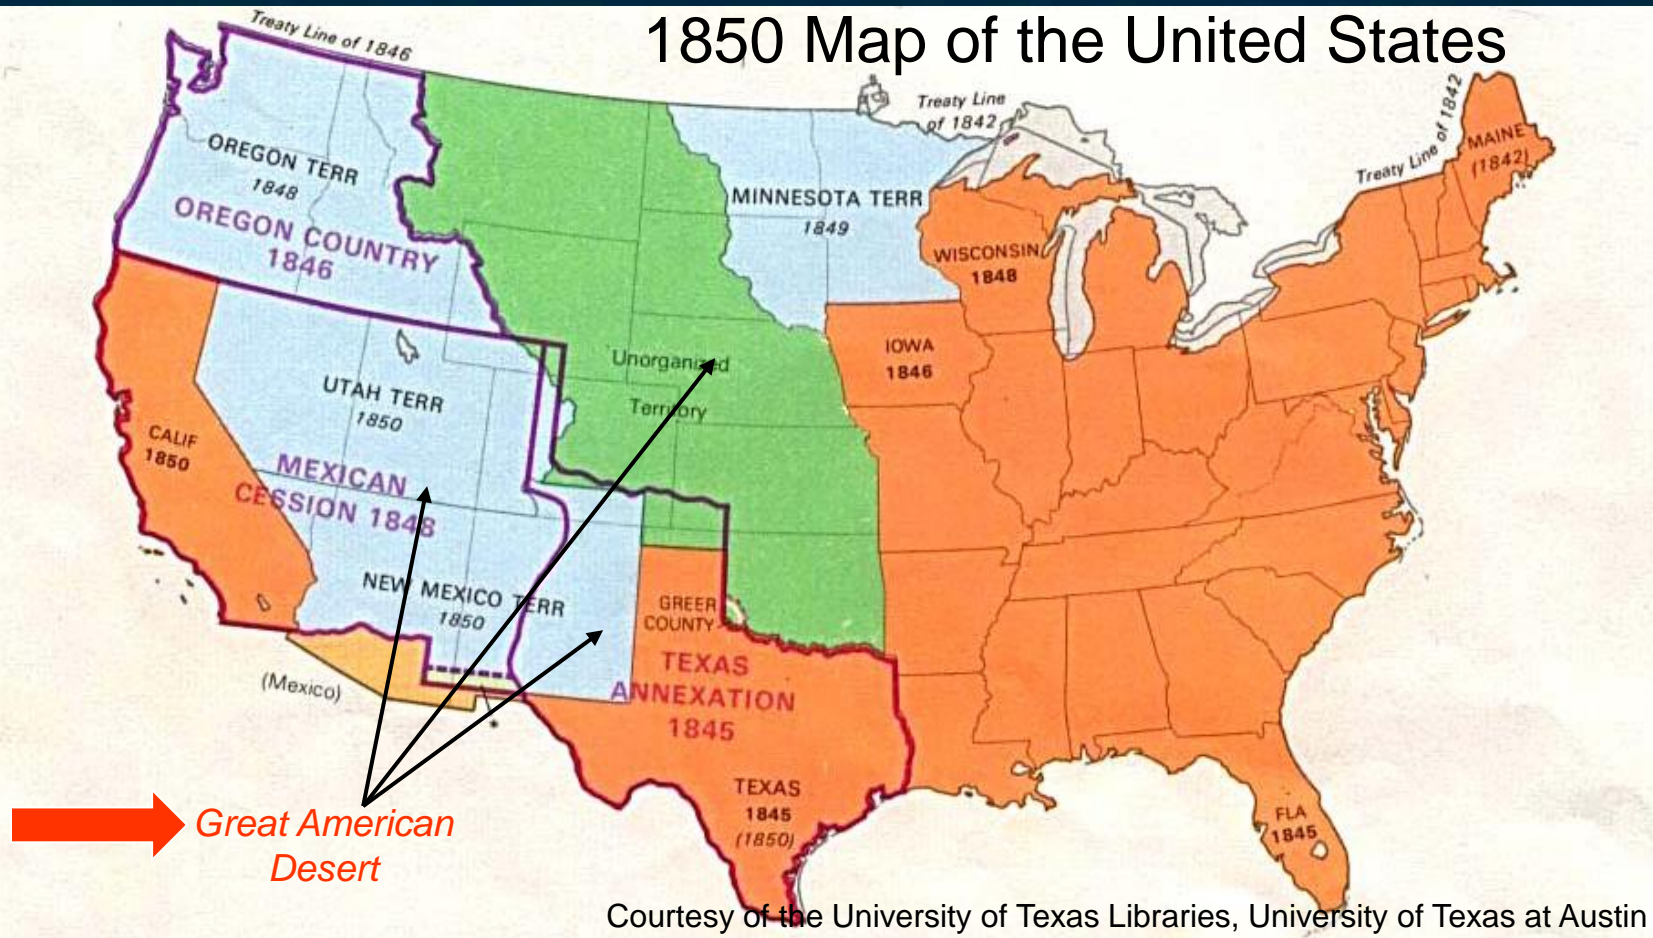 1850 Map of the United States
Treaty Line of 1846
Treaty Line
of 1842
Treaty Line of 1842
MAINE
(1842)
OREGON TERR
1848
OREGON COUNTRY
1846
MINNESOTA TERR
1849
WISCONSIN
1848
IOWA
1846
Unorganized
Territory
UTAH TERR
1850
CALIF
1850
MEXICAN
CESSION 1848
NEW MEXICO TERR
1850
GREER
COUNTY
TEXAS
ANNEXATION
1845
(Mexico)
*
TEXAS
1845
(1850)
FLA
1845
Great American
Desert
Courtesy of the University of Texas Libraries, University of Texas at Austin